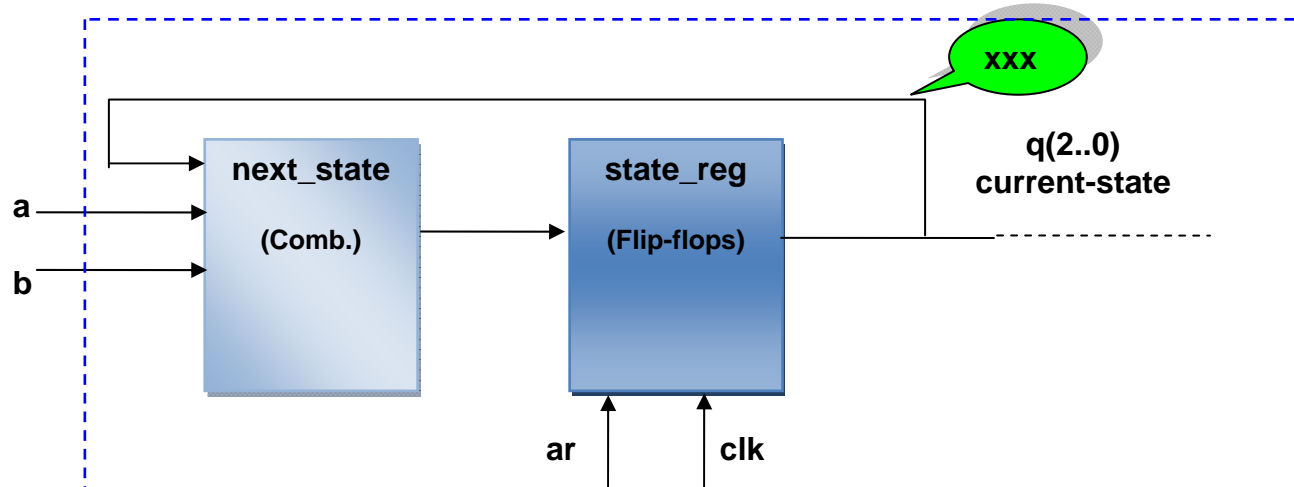 xxx
q(2..0)
current-state
next_state
(Comb.)
state_reg
(Flip-flops)
a
b
ar
clk